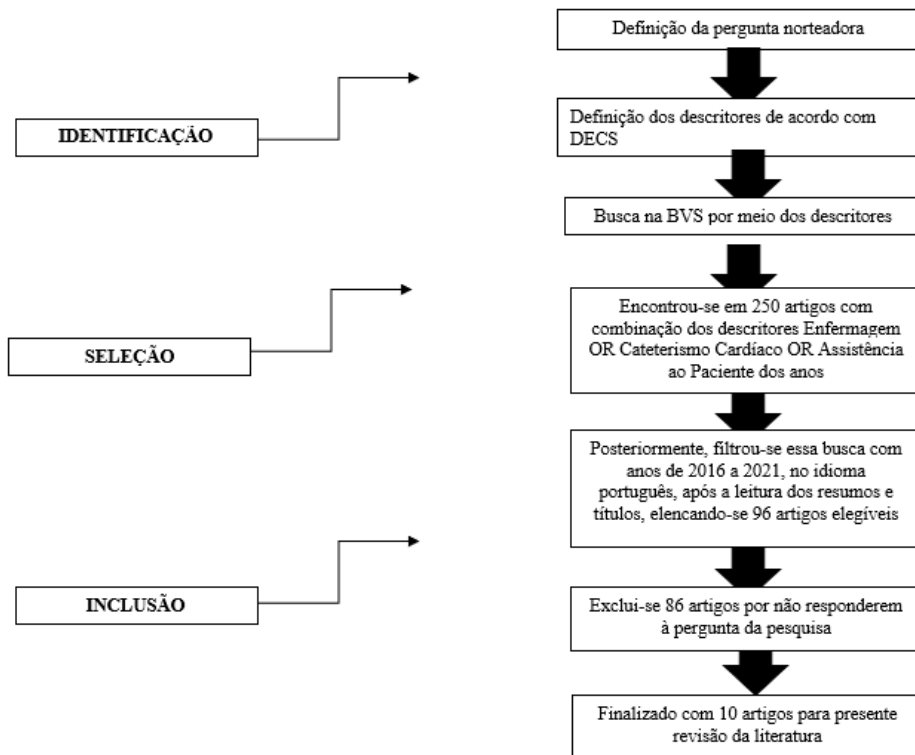 Definição da pergunta norteadora
IDENTIFICAÇÃO
Definição dos descritores de acordo com
DECS
Busca na BVS por meio dos descritores
SELEÇÃO
Encontrou-se em 250 artigos com
combinação dos descritores Enfermagem
OR Cateterismo Cardíaco OR Assistência
ao Paciente dos anos
Posteriormente, filtrou-se essa busca com
anos de 2016 a 2021, no idioma
português, após a leitura dos resumos e
títulos, elencando-se 96 artigos elegíveis
INCLUSÃO
Exclui-se 86 artigos por não responderem
à pergunta da pesquisa
Finalizado com 10 artigos para presente
revisão da literatura